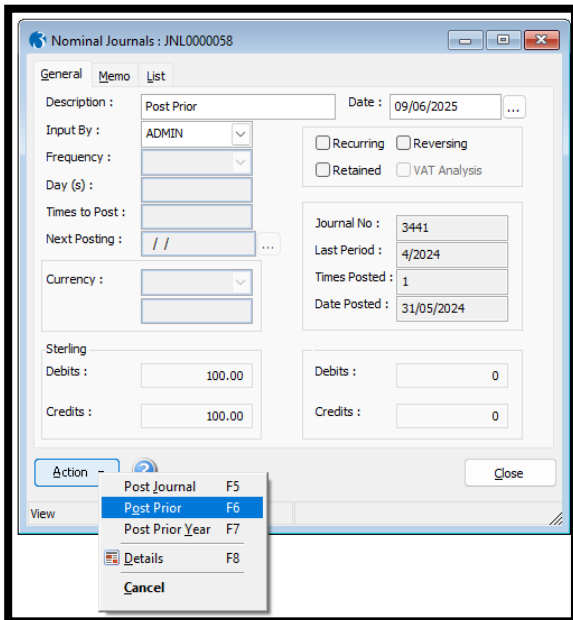 Nominal Journals : JNL0000058
General Memo List
Description : Post Prior Date : 09/06/2025 ...
Input By : ADMIN
Recurring Reversing
Frequency :
Retained VAT Analysis
Day (s) :
Times to Post :
Journal No : 3441
Next Posting : / / ...
Last Period : 4/2024
Currency :
Times Posted : 1
Date Posted : 31/05/2024
Sterling
Debits : 100.00 Debits : 0
Credits : 100.00 Credits : 0
Action ? Close
Post Journal F5
View
Post Prior F6
Post Prior Year F7
Details F8
Cancel